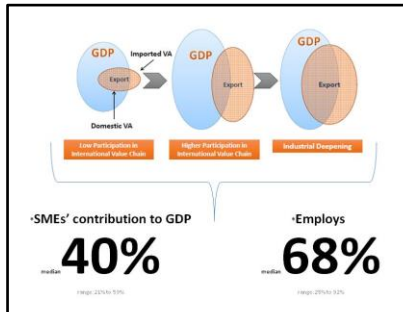 GDP
Imported VA
Export
Domestic VA
GDP
Export
GDP
Export
Low Participation in
International Value Chain
Higher Participation in
International Value Chain
Industrial Deepening
•SMEs' contribution to GDP
median 40%
•Employs
median 68%